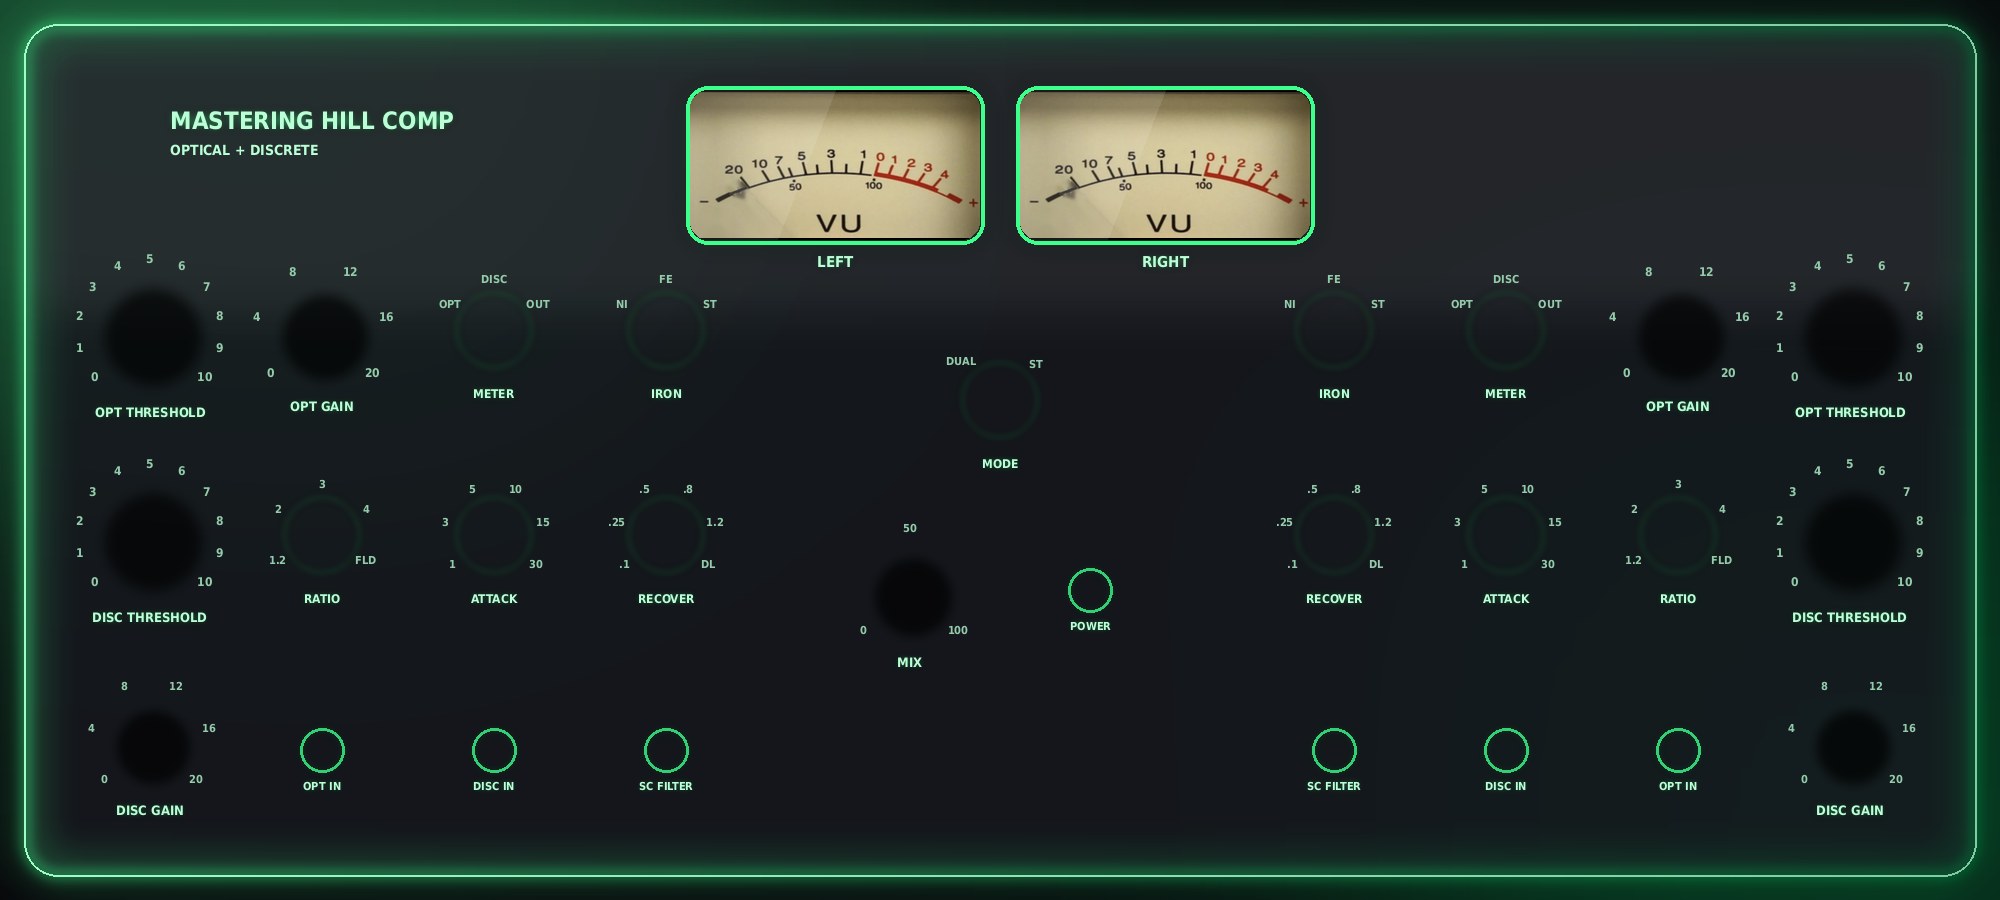 MASTERING HILL COMP
OPTICAL + DISCRETE
20 10 7 5 3 1 0 1 2 3 4
50 100
− +
VU
LEFT
20 10 7 5 3 1 0 1 2 3 4
50 100
− +
VU
RIGHT
0 1 2 3 4 5 6 7 8 9 10
OPT THRESHOLD
0 4 8 12 16 20
OPT GAIN
OPT DISC OUT
METER
NI FE ST
IRON
DUAL ST
MODE
NI FE ST
IRON
OPT DISC OUT
METER
0 4 8 12 16 20
OPT GAIN
0 1 2 3 4 5 6 7 8 9 10
OPT THRESHOLD
0 1 2 3 4 5 6 7 8 9 10
DISC THRESHOLD
1.2 2 3 4 FLD
RATIO
1 3 5 10 15 30
ATTACK
.1 .25 .5 .8 1.2 DL
RECOVER
0 50 100
MIX
POWER
.1 .25 .5 .8 1.2 DL
RECOVER
1 3 5 10 15 30
ATTACK
1.2 2 3 4 FLD
RATIO
0 1 2 3 4 5 6 7 8 9 10
DISC THRESHOLD
0 4 8 12 16 20
DISC GAIN
OPT IN
DISC IN
SC FILTER
SC FILTER
DISC IN
OPT IN
0 4 8 12 16 20
DISC GAIN